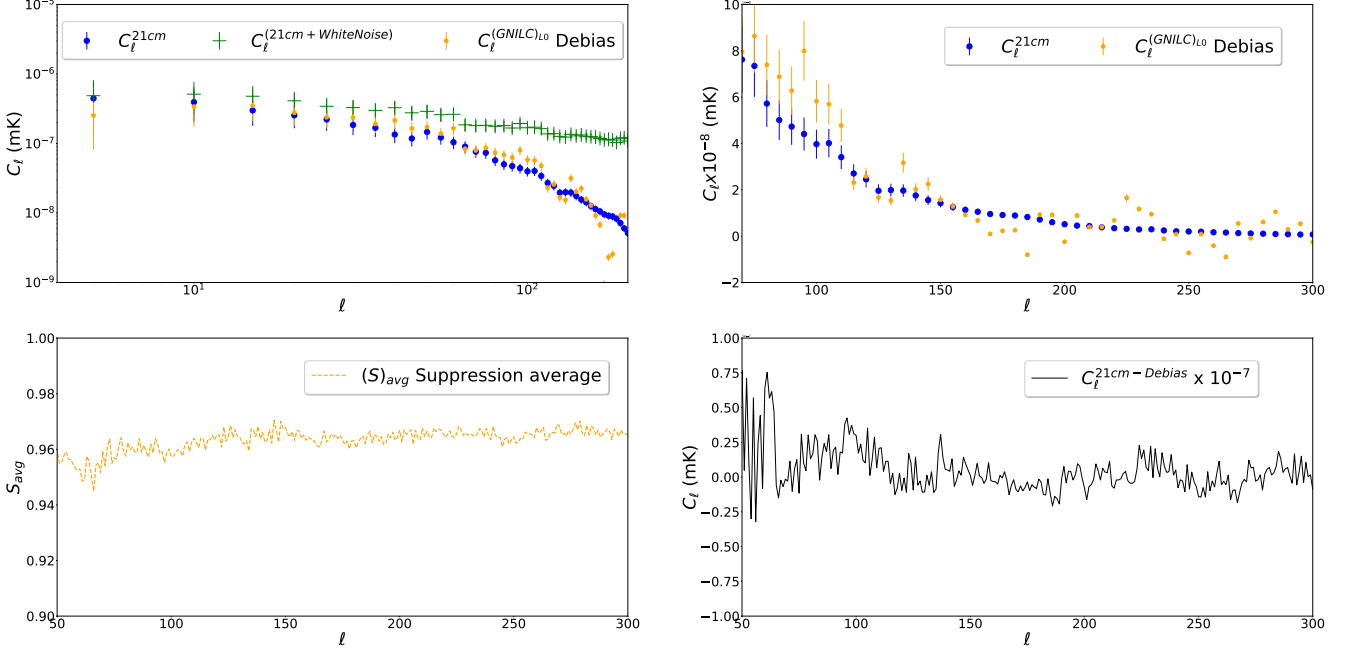 C_ℓ^{21cm} C_ℓ^{(21cm+WhiteNoise)} C_ℓ^{(GNILC)_{L0}} Debias
10^{-5}
10^{-6}
10^{-7}
10^{-8}
10^{-9}
C_ℓ (mK)
10^1 10^2
ℓ
C_ℓ^{21cm} C_ℓ^{(GNILC)_{L0}} Debias
10
8
6
4
2
0
−2
C_ℓx10^{-8} (mK)
100 150 200 250 300
ℓ
(S)_{avg} Suppression average
1.00
0.98
0.96
0.94
0.92
0.90
S_{avg}
50 100 150 200 250 300
ℓ
C_ℓ^{21cm−Debias} x 10^{-7}
1.00
0.75
0.50
0.25
0.00
−0.25
−0.50
−0.75
−1.00
C_ℓ (mK)
50 100 150 200 250 300
ℓ